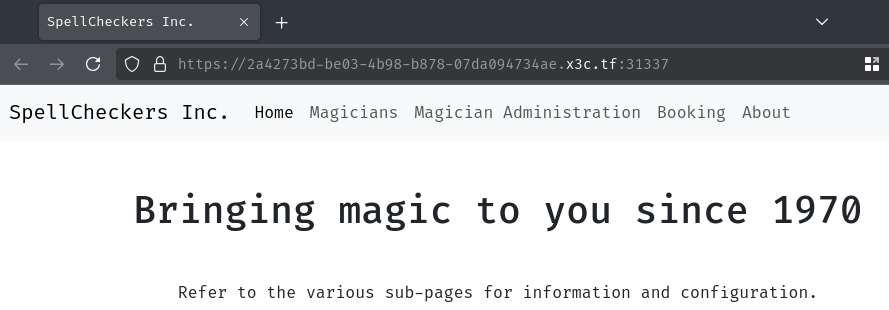 SpellCheckers Inc.
https://2a4273bd-be03-4b98-b878-07da094734ae.x3c.tf:31337
SpellCheckers Inc. Home Magicians Magician Administration Booking About
Bringing magic to you since 1970
Refer to the various sub-pages for information and configuration.